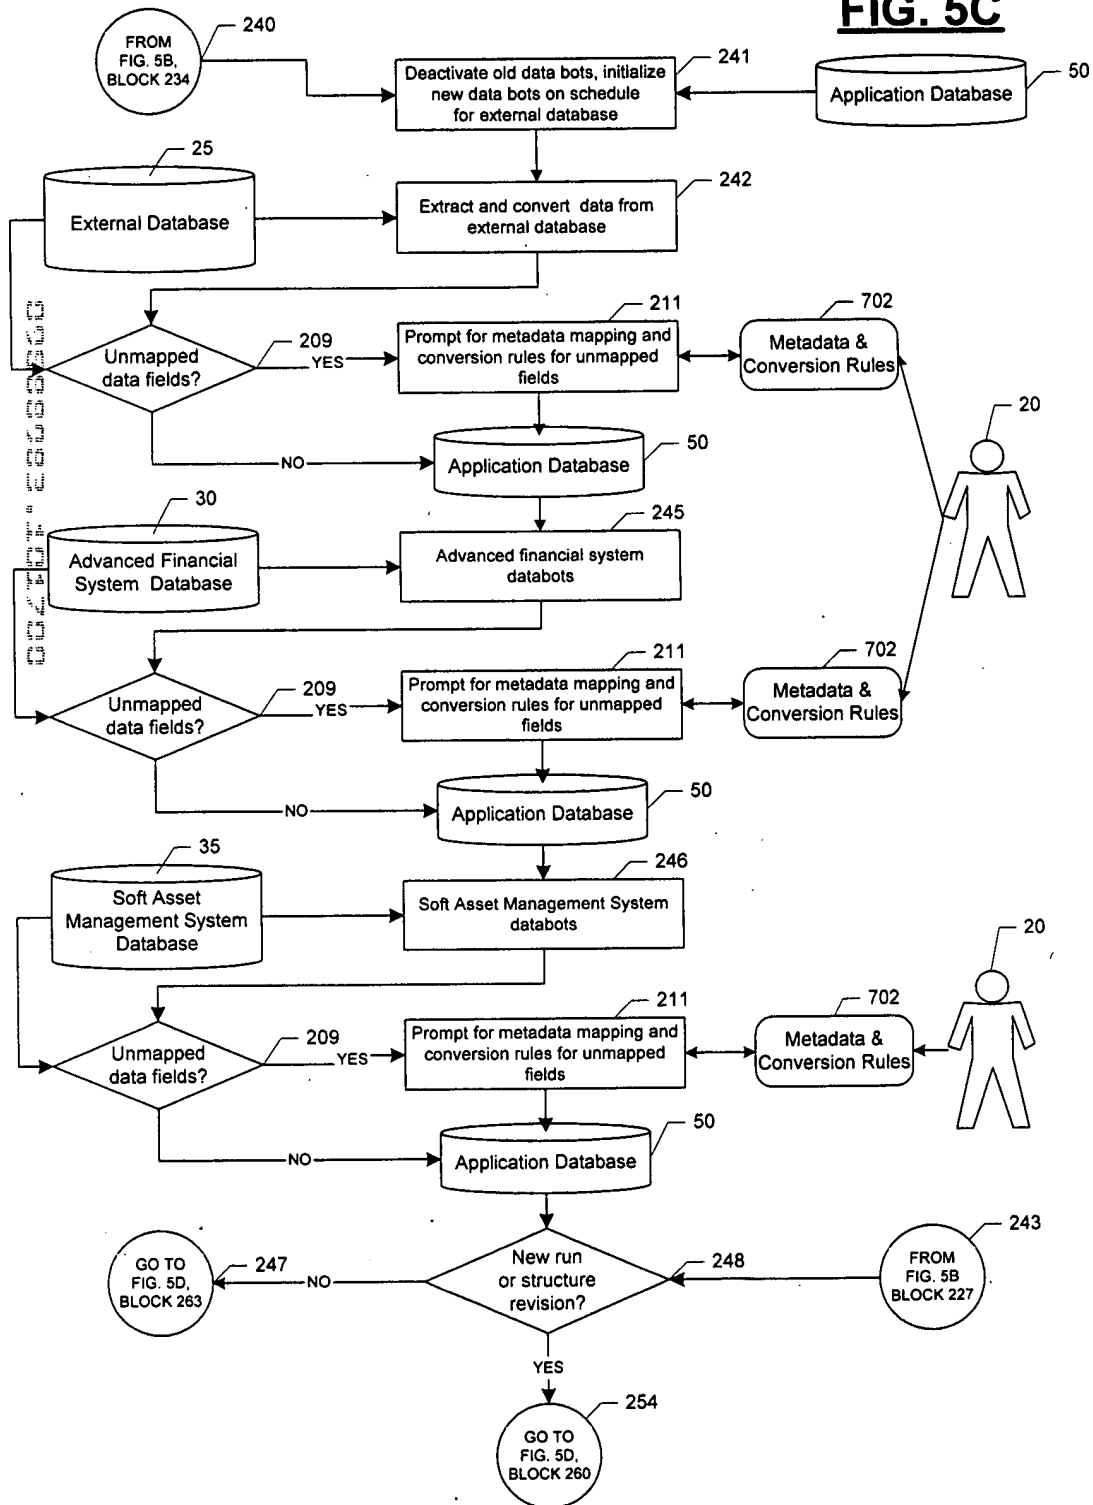 FIG. 5C
FROM
FIG. 5B,
BLOCK 234
240
Deactivate old data bots, initialize
new data bots on schedule
for external database
241
Application Database
50
External Database
25
Extract and convert data from
external database
242
Unmapped
data fields?
209
YES
Prompt for metadata mapping and
conversion rules for unmapped
fields
211
Metadata &
Conversion Rules
702
20
NO
Application Database
50
Advanced Financial
System Database
30
Advanced financial system
databots
245
Unmapped
data fields?
209
YES
Prompt for metadata mapping and
conversion rules for unmapped
fields
211
Metadata &
Conversion Rules
702
NO
Application Database
50
Soft Asset
Management System
Database
35
Soft Asset Management System
databots
246
Unmapped
data fields?
209
YES
Prompt for metadata mapping and
conversion rules for unmapped
fields
211
Metadata &
Conversion Rules
702
20
NO
Application Database
50
GO TO
FIG. 5D,
BLOCK 263
247
NO
New run
or structure
revision?
248
FROM
FIG. 5B
BLOCK 227
243
YES
GO TO
FIG. 5D,
BLOCK 260
254